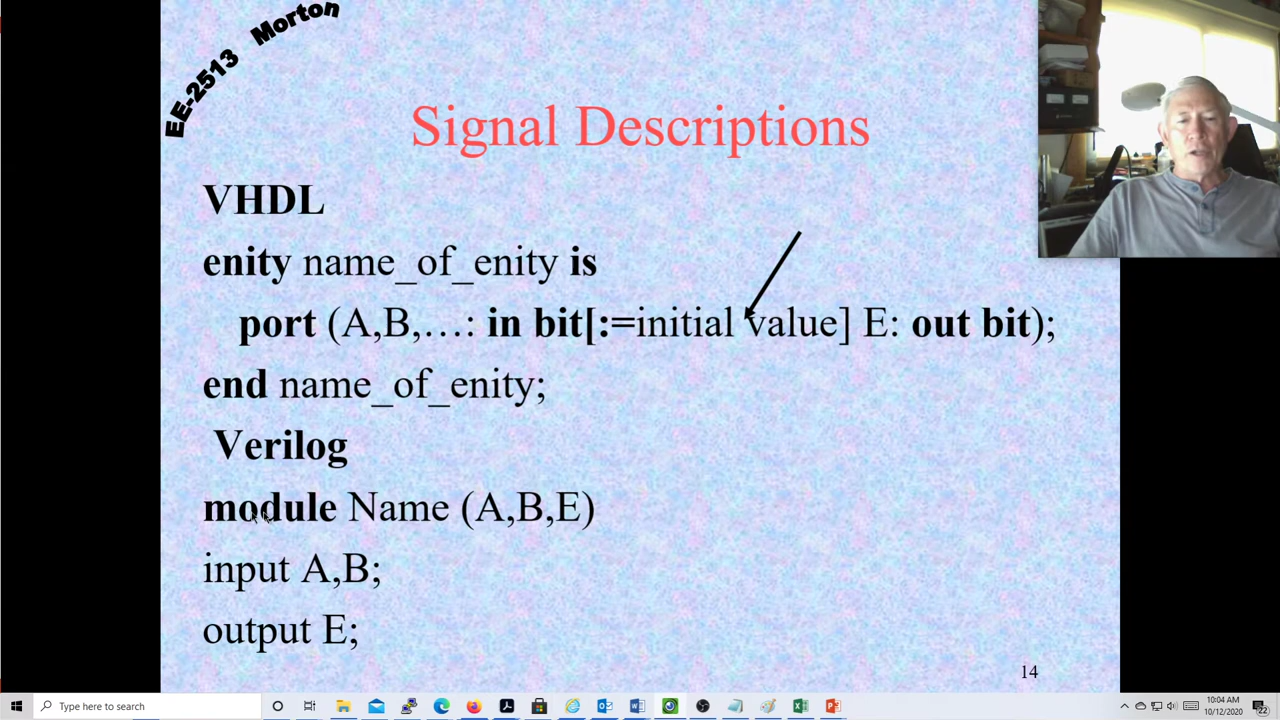 EE-2513 Morton
Signal Descriptions
VHDL
enity name_of_enity is
port (A,B,…: in bit[:=initial value] E: out bit);
end name_of_enity;
Verilog
module Name (A,B,E)
input A,B;
output E;
14
Type here to search
10:04 AM
10/12/2020
22